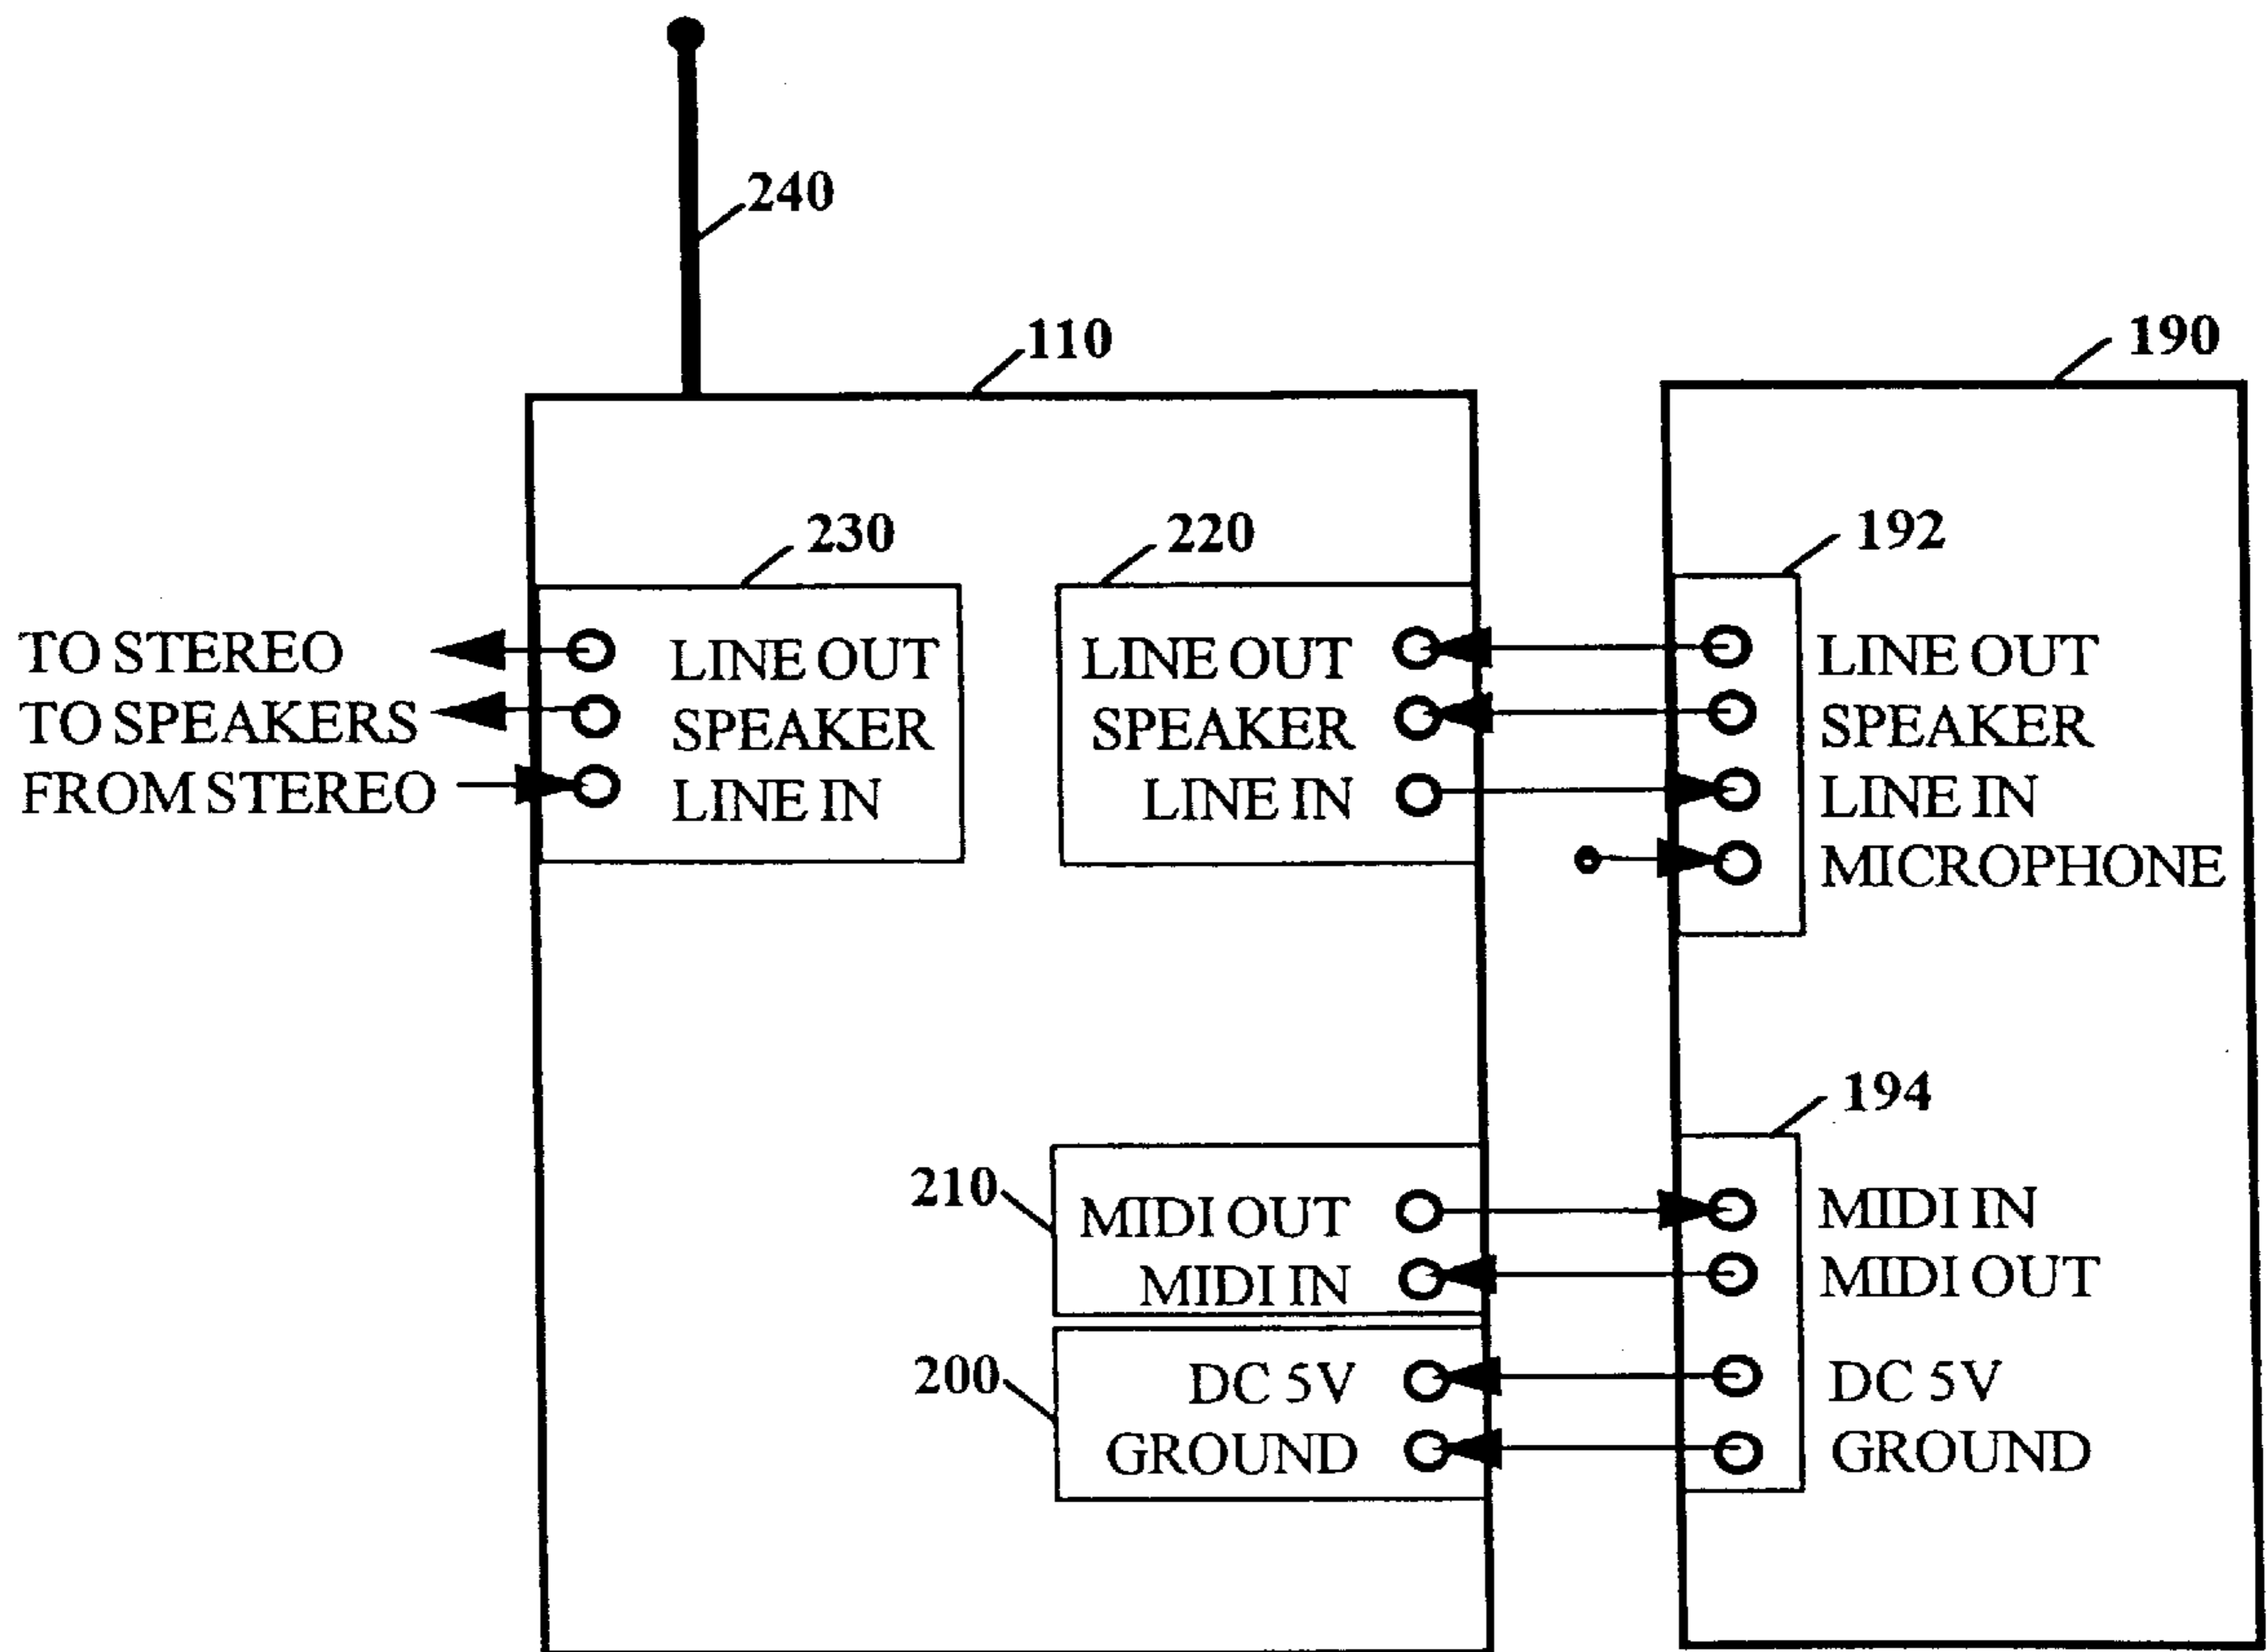 240
110
190
230
220
192
TO STEREO
TO SPEAKERS
FROM STEREO
LINE OUT
SPEAKER
LINE IN
LINE OUT
SPEAKER
LINE IN
LINE OUT
SPEAKER
LINE IN
MICROPHONE
194
210
MIDI OUT
MIDI IN
MIDI IN
MIDI OUT
200
DC 5V
GROUND
DC 5V
GROUND